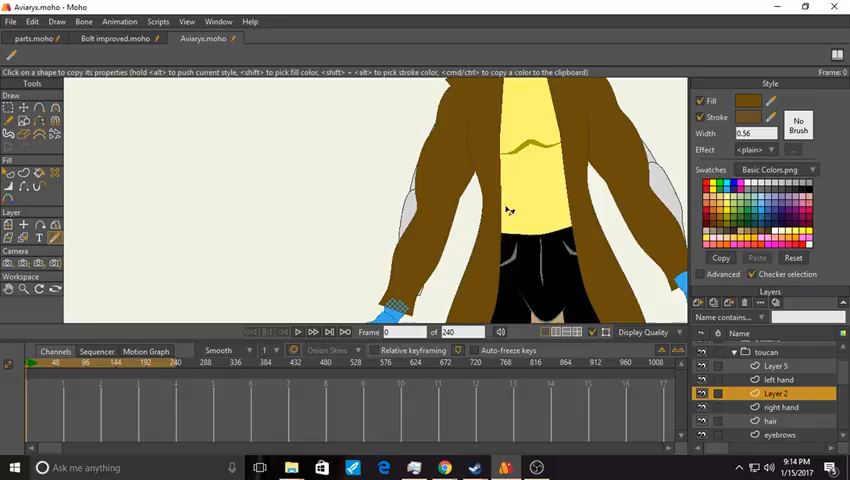 Aviaryx.moho - Moho
File Edit Draw Bone Animation Scripts View Window Help
parts.moho Bolt improved.moho Aviaryx.moho
Click on a shape to copy its properties (hold <alt> to push current style, <shift> to pick fill color, <shift> + <alt> to pick stroke color, <cmd/ctrl> to copy a color to the clipboard)
Frame: 0
Tools
Draw
Fill
Layer
Camera
Workspace
Style
Fill
Stroke
No Brush
Width 0.56
Effect <plain> ...
Swatches Basic Colors.png
Copy Paste Reset
Advanced Checker selection
Layers
Name contains...
Name
toucan
Layer 5
left hand
Layer 2
right hand
hair
eyebrows
Frame 0 of 240 Display Quality
Channels Sequencer Motion Graph Smooth 1 Onion Skins Relative keyframing Auto-freeze keys
0 48 96 144 192 240 288 336 384 432 480 528 576 624 672 720 768 816 864 912 960 1008
1 2 3 4 5 6 7 8 9 10 11 12 13 14 15 16 17
Ask me anything
9:14 PM
1/15/2017